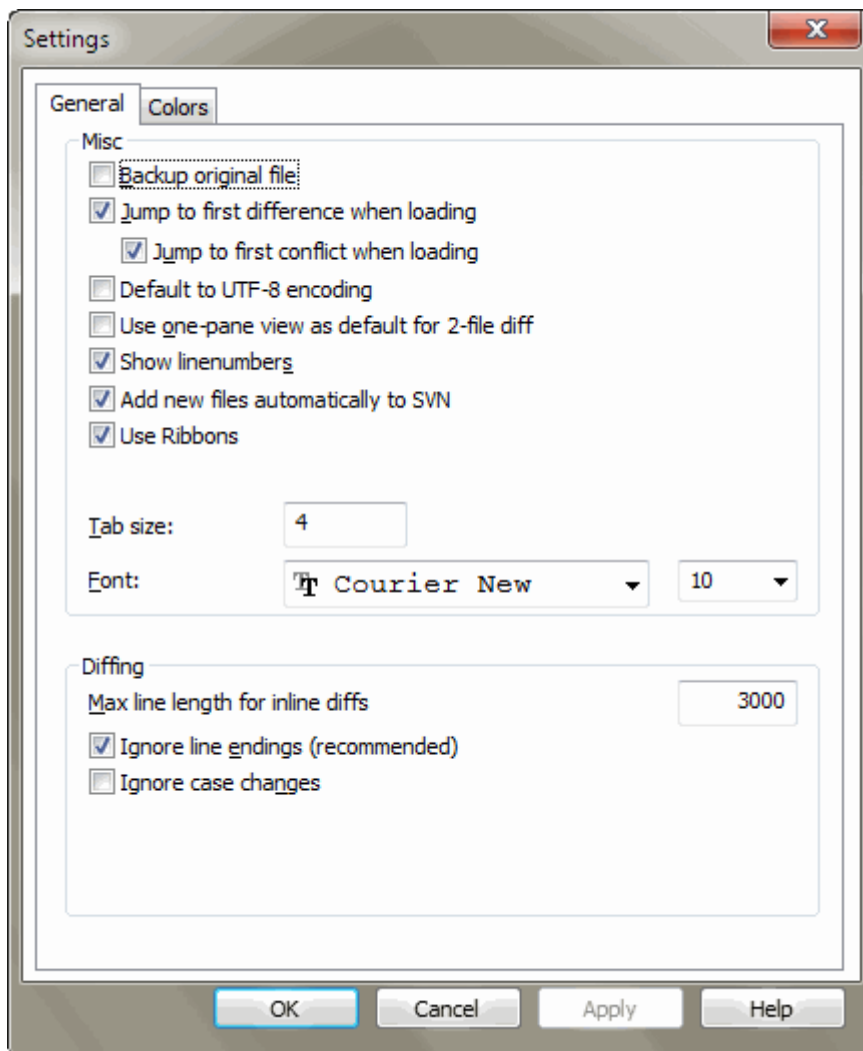 Settings
General
Colors
Misc
Backup original file
Jump to first difference when loading
Jump to first conflict when loading
Default to UTF-8 encoding
Use one-pane view as default for 2-file diff
Show linenumbers
Add new files automatically to SVN
Use Ribbons
Tab size: 4
Font: Courier New 10
Diffing
Max line length for inline diffs 3000
Ignore line endings (recommended)
Ignore case changes
OK Cancel Apply Help